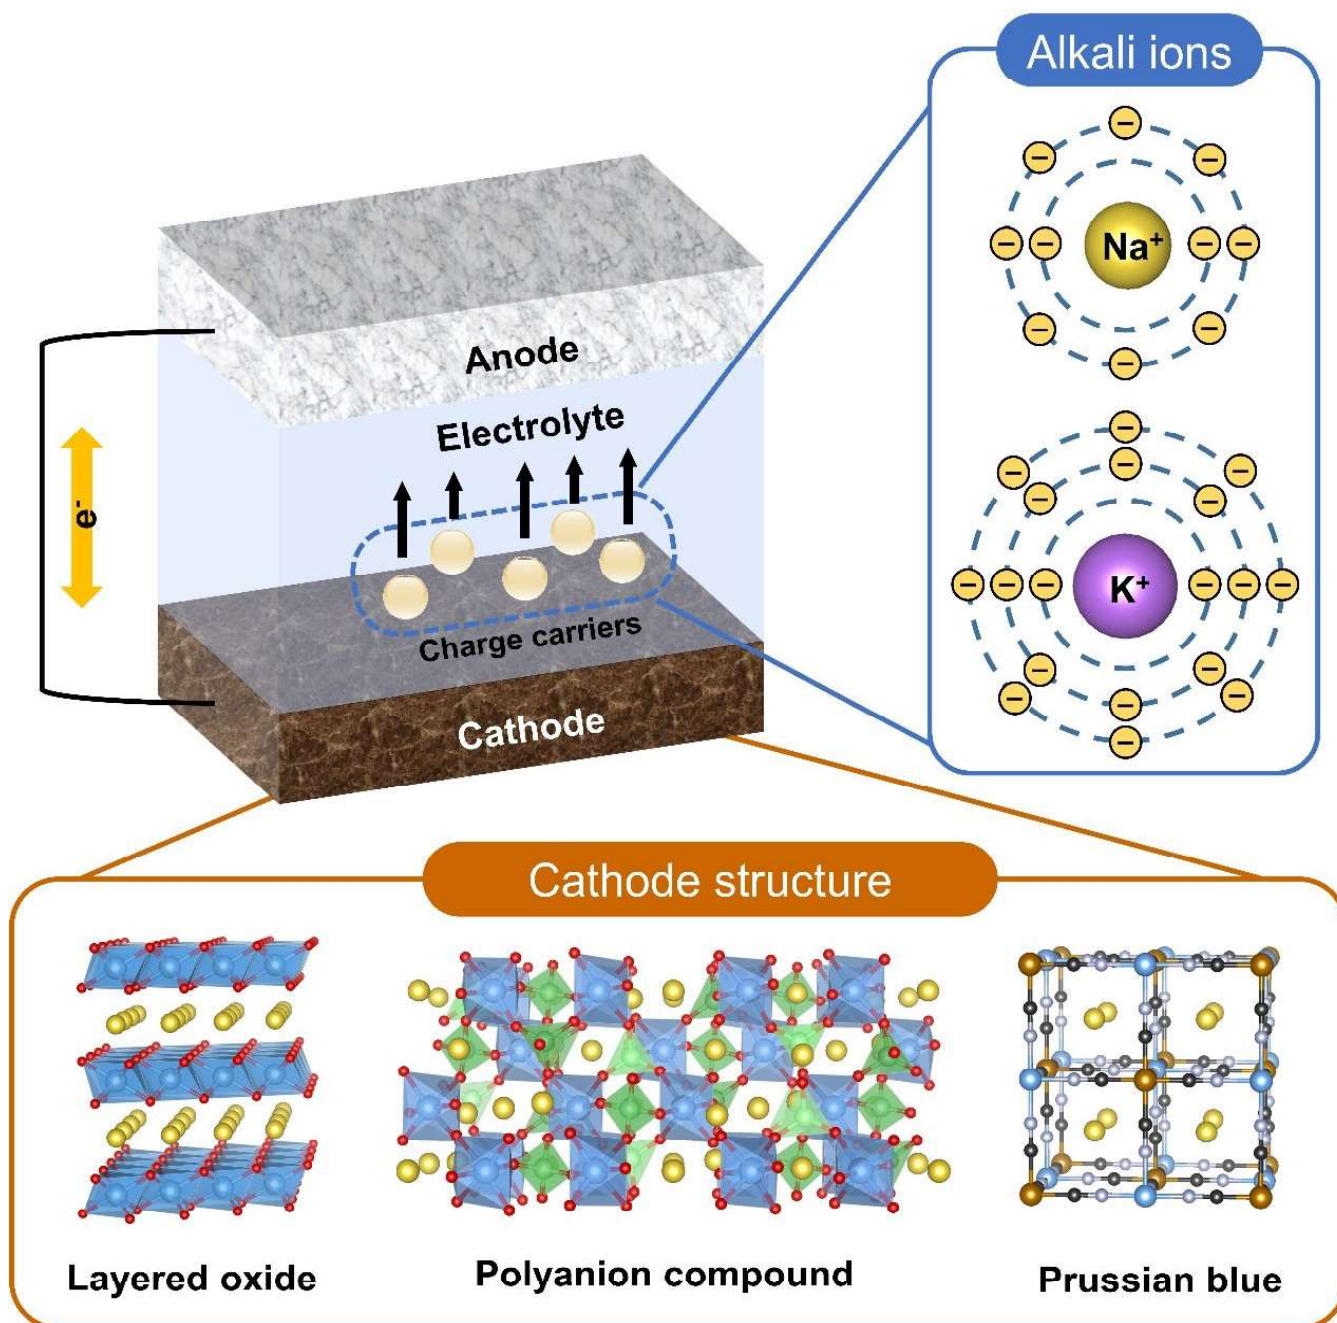 Alkali ions
Na⁺
K⁺
Anode
Electrolyte
e⁻
Charge carriers
Cathode
Cathode structure
Layered oxide
Polyanion compound
Prussian blue